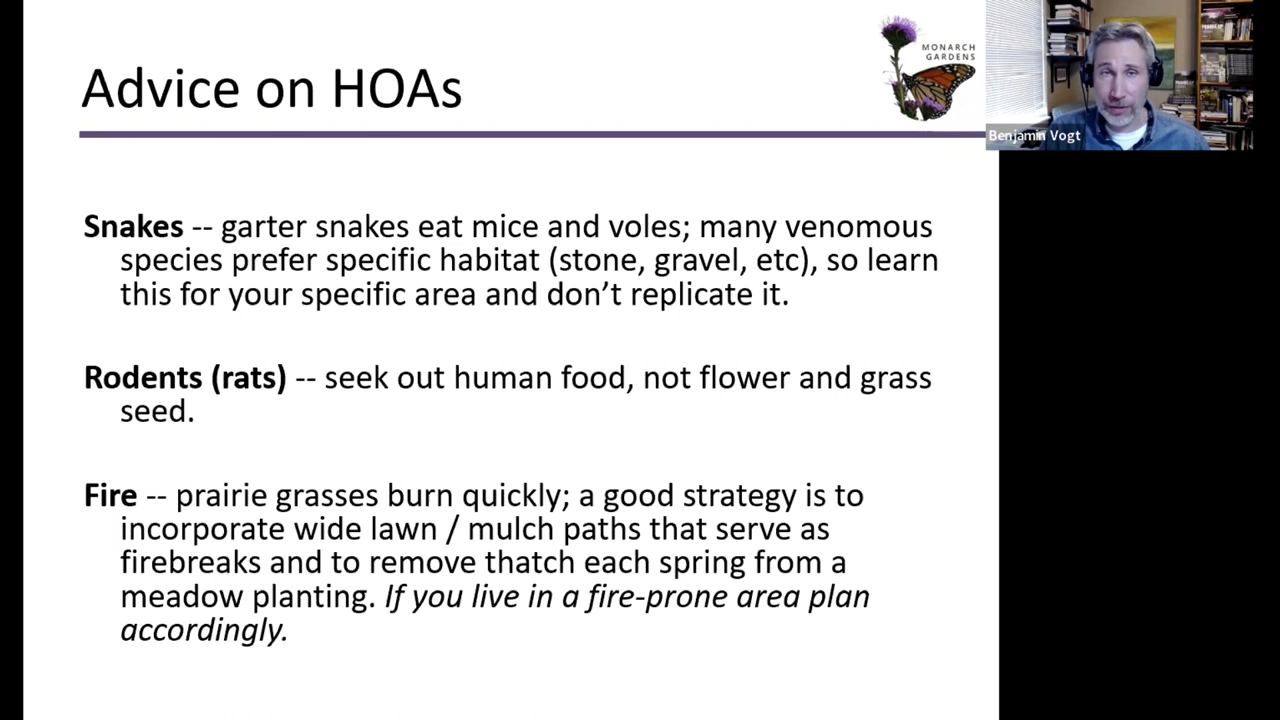 Advice on HOAs
MONARCH
GARDENS
Benjamin Vogt
Snakes -- garter snakes eat mice and voles; many venomous
species prefer specific habitat (stone, gravel, etc), so learn
this for your specific area and don’t replicate it.
Rodents (rats) -- seek out human food, not flower and grass
seed.
Fire -- prairie grasses burn quickly; a good strategy is to
incorporate wide lawn / mulch paths that serve as
firebreaks and to remove thatch each spring from a
meadow planting. If you live in a fire-prone area plan
accordingly.